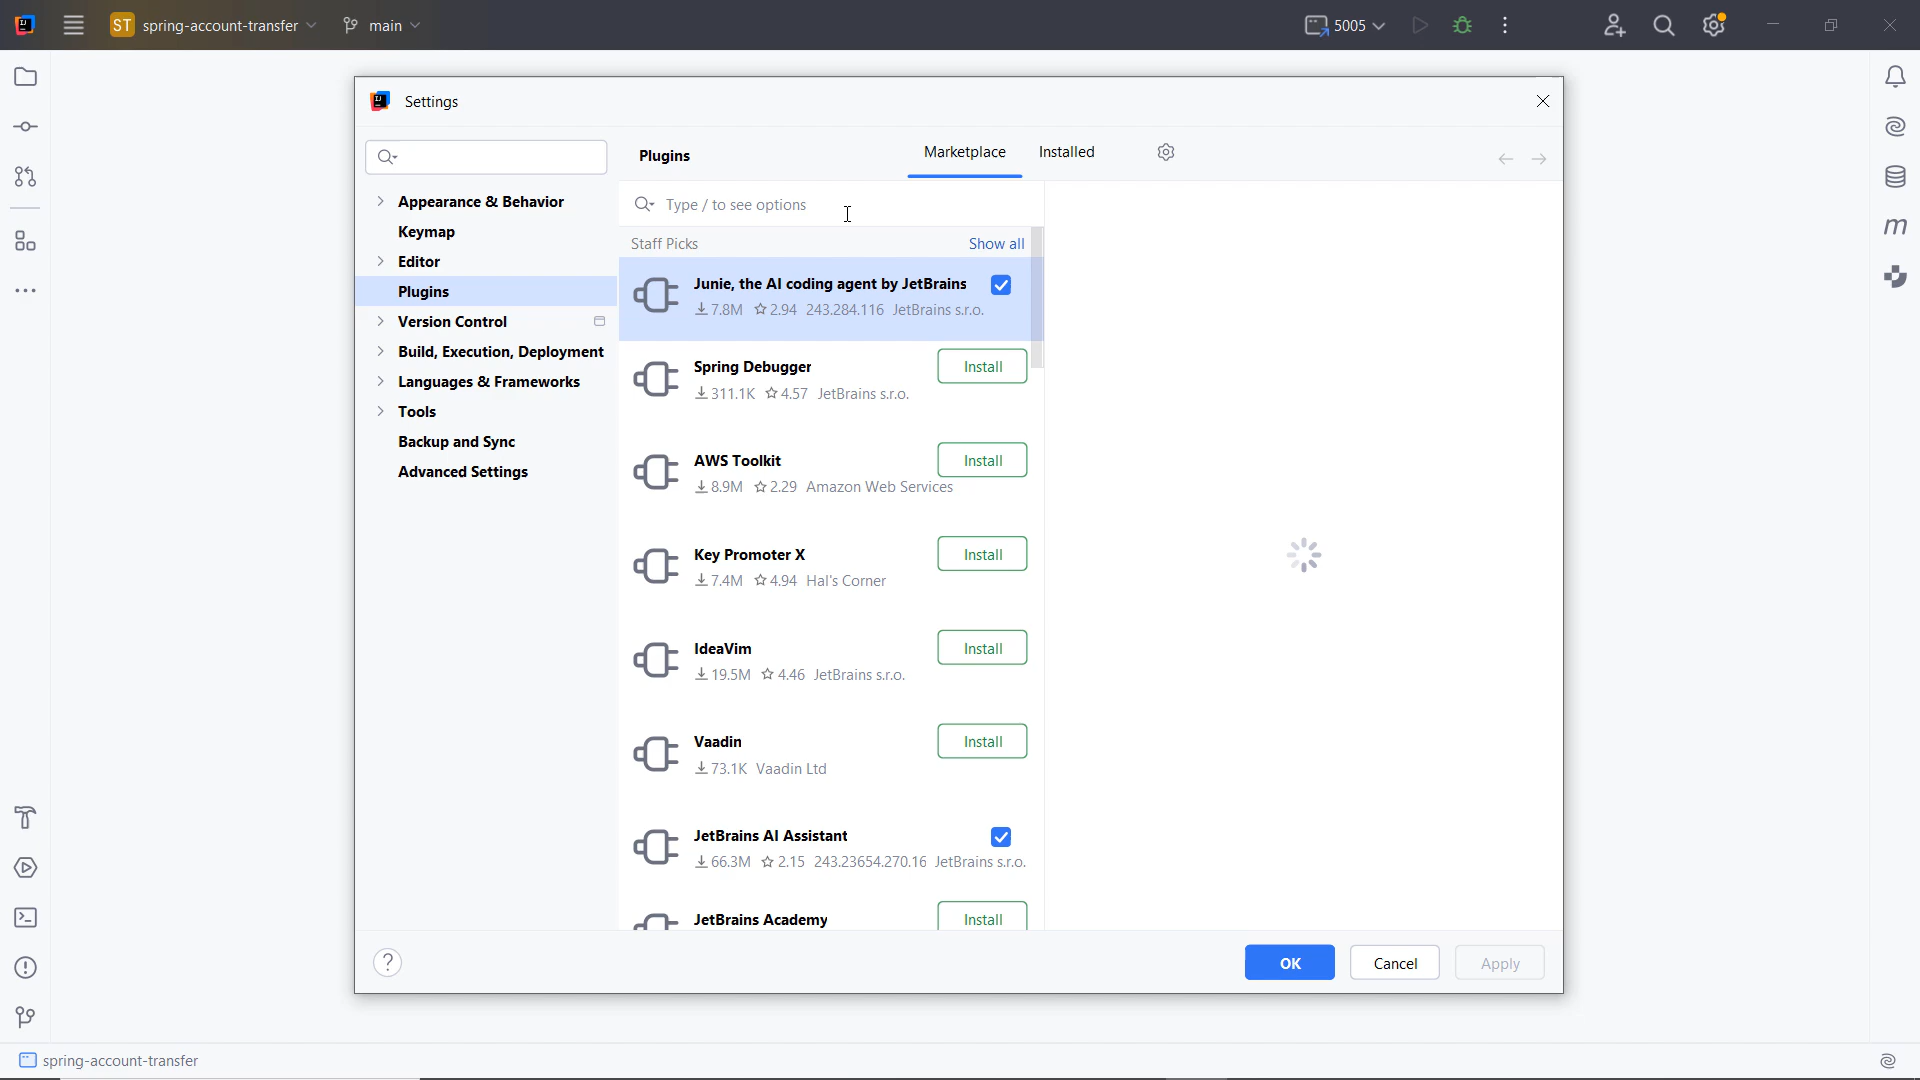 ST spring-account-transfer main 5005
Settings
Plugins Marketplace Installed
Type / to see options
Appearance & Behavior
Keymap
Editor
Plugins
Version Control
Build, Execution, Deployment
Languages & Frameworks
Tools
Backup and Sync
Advanced Settings
Staff Picks Show all
Junie, the AI coding agent by JetBrains
7.8M 2.94 243.284.116 JetBrains s.r.o.
Spring Debugger Install
311.1K 4.57 JetBrains s.r.o.
AWS Toolkit Install
8.9M 2.29 Amazon Web Services
Key Promoter X Install
7.4M 4.94 Hal's Corner
IdeaVim Install
19.5M 4.46 JetBrains s.r.o.
Vaadin Install
73.1K Vaadin Ltd
JetBrains AI Assistant
66.3M 2.15 243.23654.270.16 JetBrains s.r.o.
JetBrains Academy Install
? OK Cancel Apply
spring-account-transfer